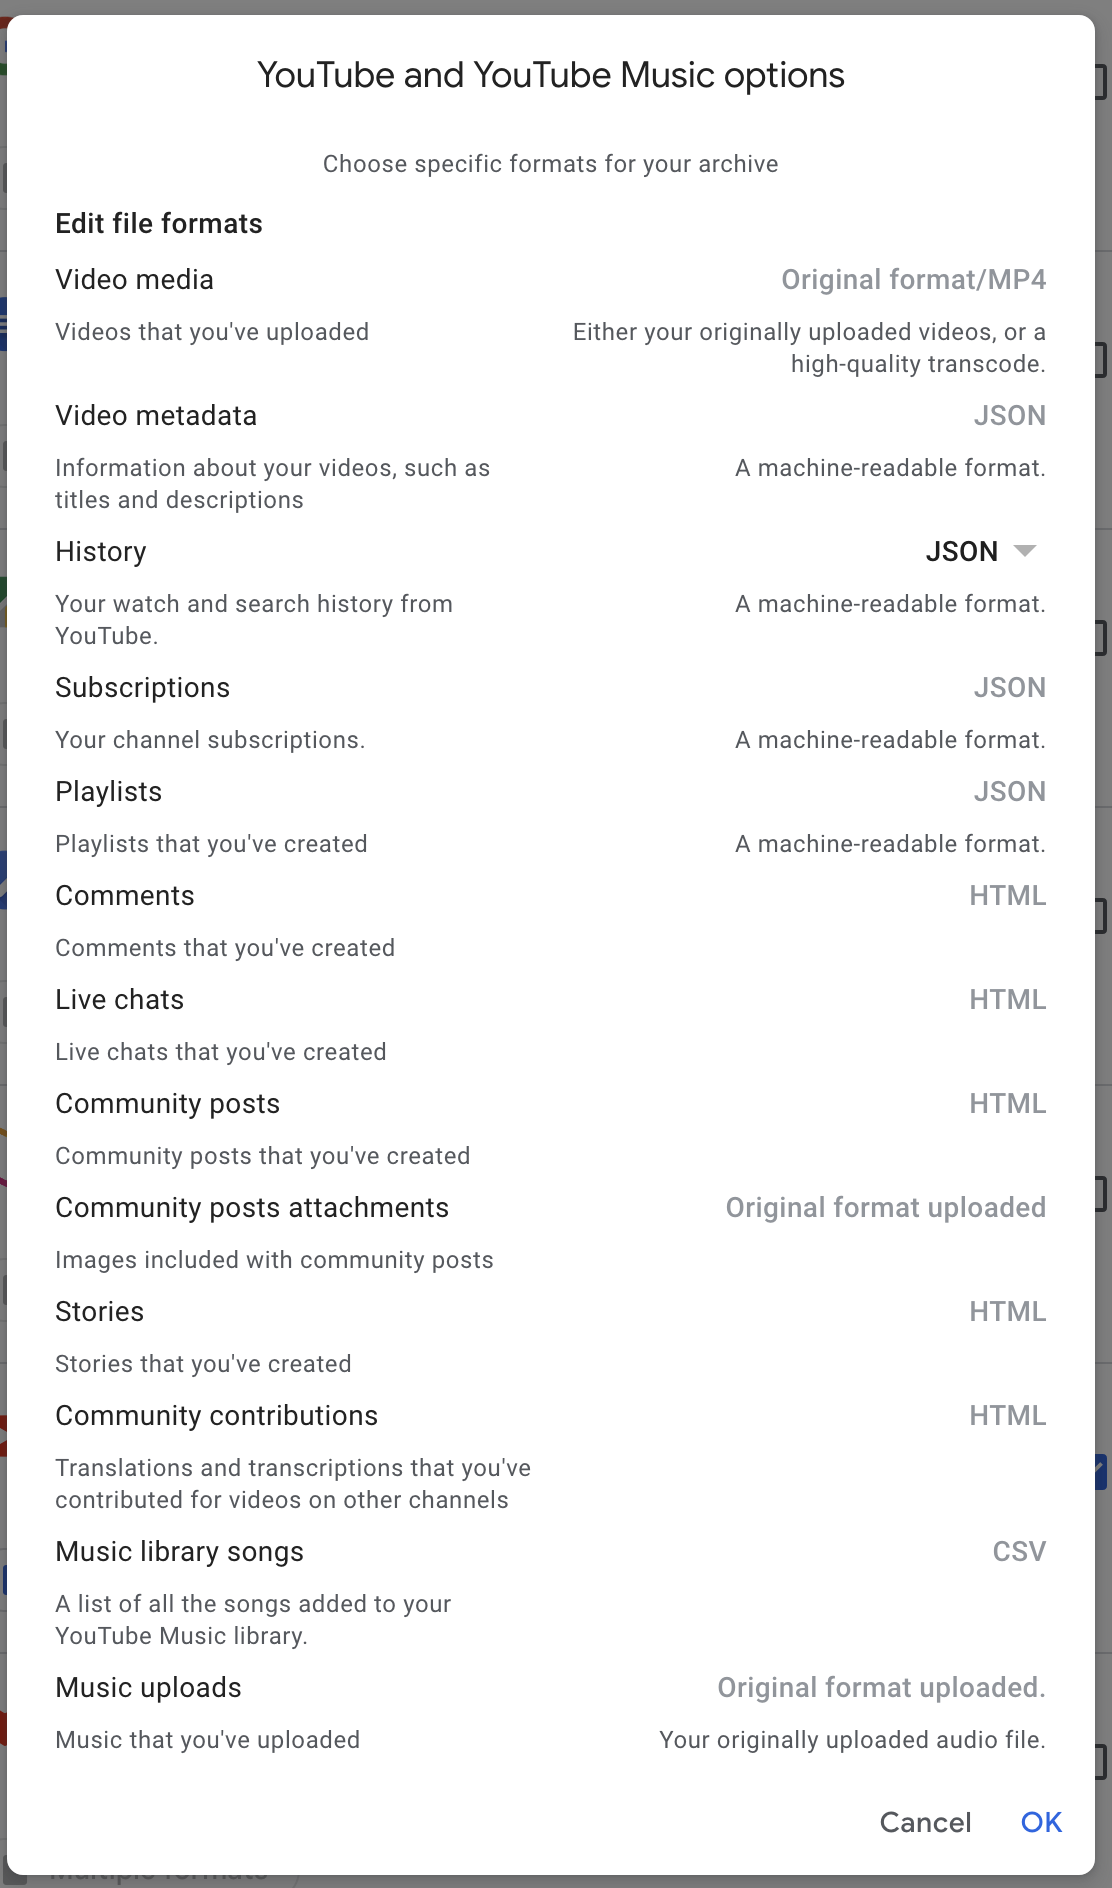 YouTube and YouTube Music options
Choose specific formats for your archive
Edit file formats
Video media
Original format/MP4
Videos that you've uploaded
Either your originally uploaded videos, or a
high-quality transcode.
Video metadata
JSON
Information about your videos, such as
titles and descriptions
A machine-readable format.
History
JSON
Your watch and search history from
YouTube.
A machine-readable format.
Subscriptions
JSON
Your channel subscriptions.
A machine-readable format.
Playlists
JSON
Playlists that you've created
A machine-readable format.
Comments
HTML
Comments that you've created
Live chats
HTML
Live chats that you've created
Community posts
HTML
Community posts that you've created
Community posts attachments
Original format uploaded
Images included with community posts
Stories
HTML
Stories that you've created
Community contributions
HTML
Translations and transcriptions that you've
contributed for videos on other channels
Music library songs
CSV
A list of all the songs added to your
YouTube Music library.
Music uploads
Original format uploaded.
Music that you've uploaded
Your originally uploaded audio file.
Cancel
OK
Multiple formats